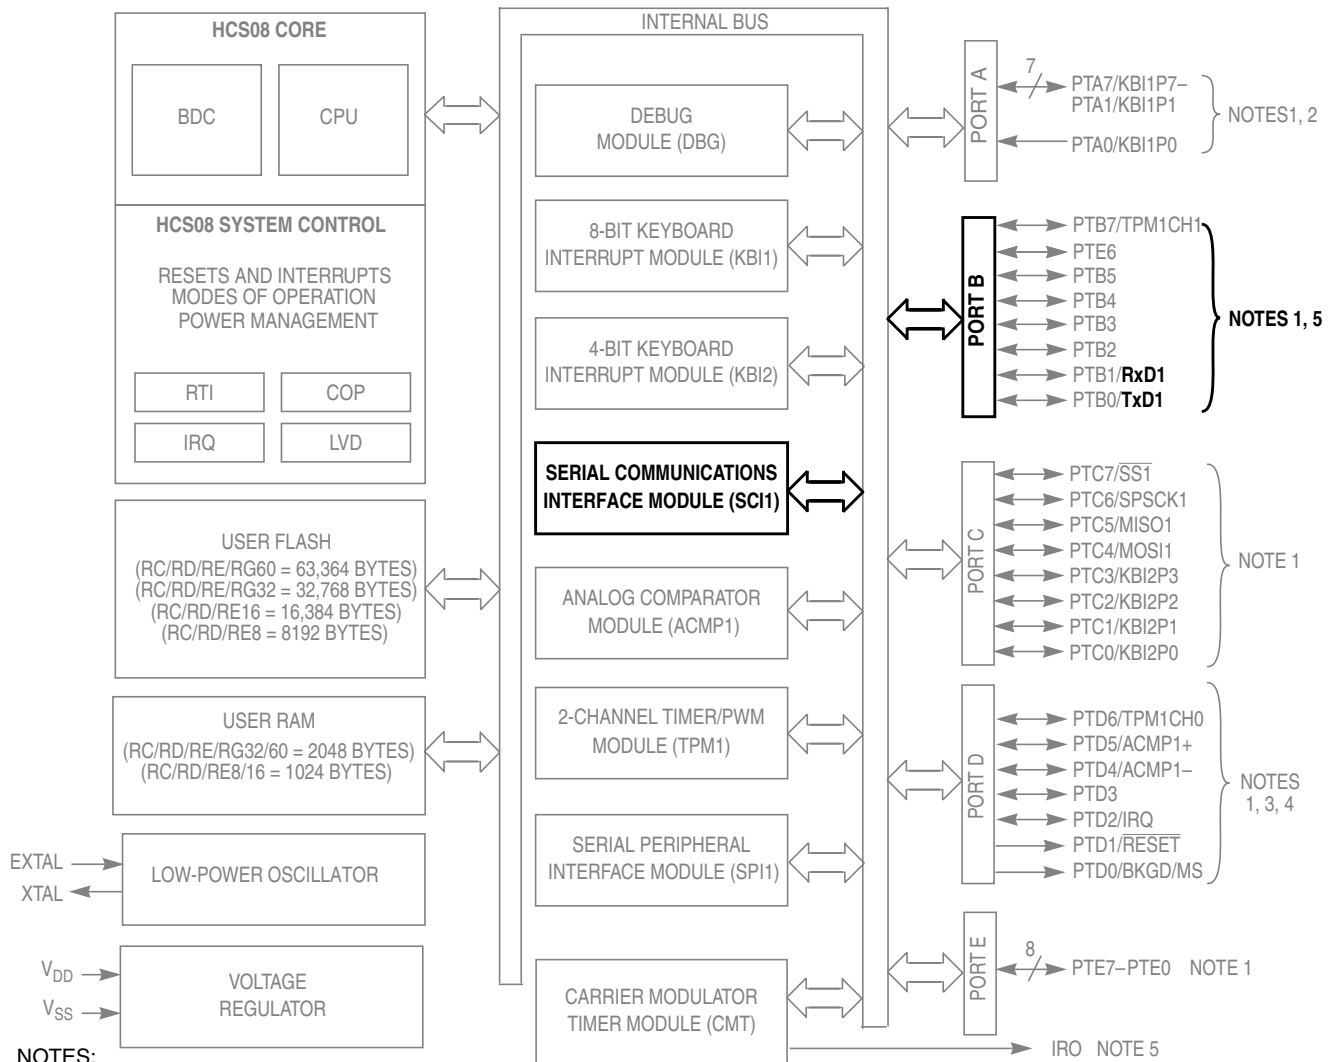 HCS08 CORE
BDC
CPU
HCS08 SYSTEM CONTROL
RESETS AND INTERRUPTS
MODES OF OPERATION
POWER MANAGEMENT
RTI
COP
IRQ
LVD
USER FLASH
(RC/RD/RE/RG60 = 63,364 BYTES)
(RC/RD/RE/RG32 = 32,768 BYTES)
(RC/RD/RE16 = 16,384 BYTES)
(RC/RD/RE8 = 8192 BYTES)
USER RAM
(RC/RD/RE/RG32/60 = 2048 BYTES)
(RC/RD/RE8/16 = 1024 BYTES)
EXTAL
XTAL
LOW-POWER OSCILLATOR
VDD
VSS
VOLTAGE
REGULATOR
NOTES:
INTERNAL BUS
DEBUG
MODULE (DBG)
8-BIT KEYBOARD
INTERRUPT MODULE (KBI1)
4-BIT KEYBOARD
INTERRUPT MODULE (KBI2)
SERIAL COMMUNICATIONS
INTERFACE MODULE (SCI1)
ANALOG COMPARATOR
MODULE (ACMP1)
2-CHANNEL TIMER/PWM
MODULE (TPM1)
SERIAL PERIPHERAL
INTERFACE MODULE (SPI1)
CARRIER MODULATOR
TIMER MODULE (CMT)
PORT A
7
PTA7/KBI1P7–
PTA1/KBI1P1
PTA0/KBI1P0
NOTES1, 2
PORT B
PTB7/TPM1CH1
PTE6
PTB5
PTB4
PTB3
PTB2
PTB1/RxD1
PTB0/TxD1
NOTES 1, 5
PORT C
PTC7/SS1
PTC6/SPSCK1
PTC5/MISO1
PTC4/MOSI1
PTC3/KBI2P3
PTC2/KBI2P2
PTC1/KBI2P1
PTC0/KBI2P0
NOTE 1
PORT D
PTD6/TPM1CH0
PTD5/ACMP1+
PTD4/ACMP1–
PTD3
PTD2/IRQ
PTD1/RESET
PTD0/BKGD/MS
NOTES
1, 3, 4
PORT E
8
PTE7–PTE0 NOTE 1
IRO NOTE 5